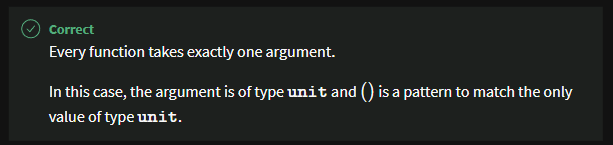 Correct
Every function takes exactly one argument.
In this case, the argument is of type unit and () is a pattern to match the only
value of type unit.